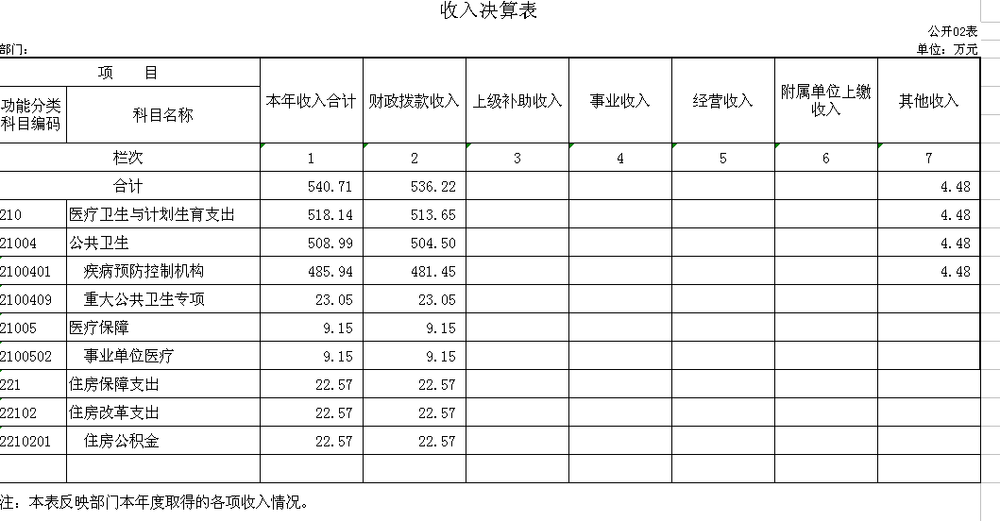 收入决算表
公开02表
部门：
单位：万元
项 目 本年收入合计 财政拨款收入 上级补助收入 事业收入 经营收入 附属单位上缴收入 其他收入
功能分类科目编码 科目名称
栏次 1 2 3 4 5 6 7
合计 540.71 536.22 4.48
210 医疗卫生与计划生育支出 518.14 513.65 4.48
21004 公共卫生 508.99 504.50 4.48
2100401 疾病预防控制机构 485.94 481.45 4.48
2100409 重大公共卫生专项 23.05 23.05
21005 医疗保障 9.15 9.15
2100502 事业单位医疗 9.15 9.15
221 住房保障支出 22.57 22.57
22102 住房改革支出 22.57 22.57
2210201 住房公积金 22.57 22.57
注：本表反映部门本年度取得的各项收入情况。